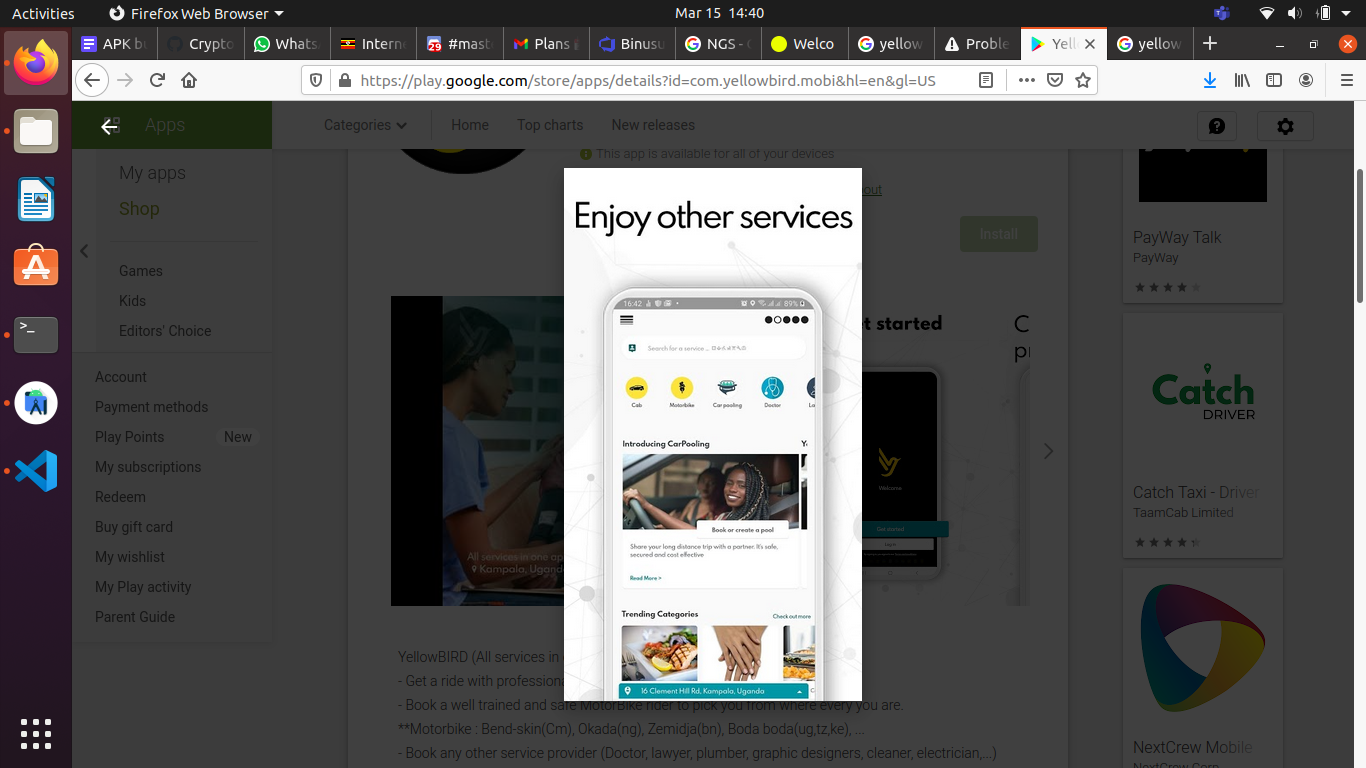 Activities
Firefox Web Browser
Mar 15 14:40
APK bu
Crypto
Whats
Intern
29
#mast
Plans
Binusu
NGS -
Welco
yellow
Proble
Yell
yellow
https://play.google.com/store/apps/details?id=com.yellowbird.mobi&hl=en&gl=US
Apps
Categories
Home
Top charts
New releases
My apps
Shop
Games
Kids
Editors' Choice
Account
Payment methods
Play Points
New
My subscriptions
Redeem
Buy gift card
My wishlist
My Play activity
Parent Guide
This app is available for all of your devices
out
Install
All services in one app
Kampala, Uganda
Enjoy other services
16:42
89%
Search for a service ...
Cab
Motorbike
Car pooling
Doctor
Introducing CarPooling
Book or create a pool
Share your long distance trip with a partner. It's safe,
secured and cost effective
Read More >
Trending Categories
Check out more
16 Clement Hill Rd, Kampala, Uganda
t started
Welcome
Get started
Log in
YellowBIRD (All services in
- Get a ride with profession
- Book a well trained and safe MotorBike rider to pick you from where every you are.
**Motorbike : Bend-skin(Cm), Okada(ng), Zemidja(bn), Boda boda(ug,tz,ke), ...
- Book any other service provider (Doctor, lawyer, plumber, graphic designers, cleaner, electrician,...)
PayWay Talk
PayWay
Catch
DRIVER
Catch Taxi - Driver
TaamCab Limited
NextCrew Mobile
NextCrew Corp